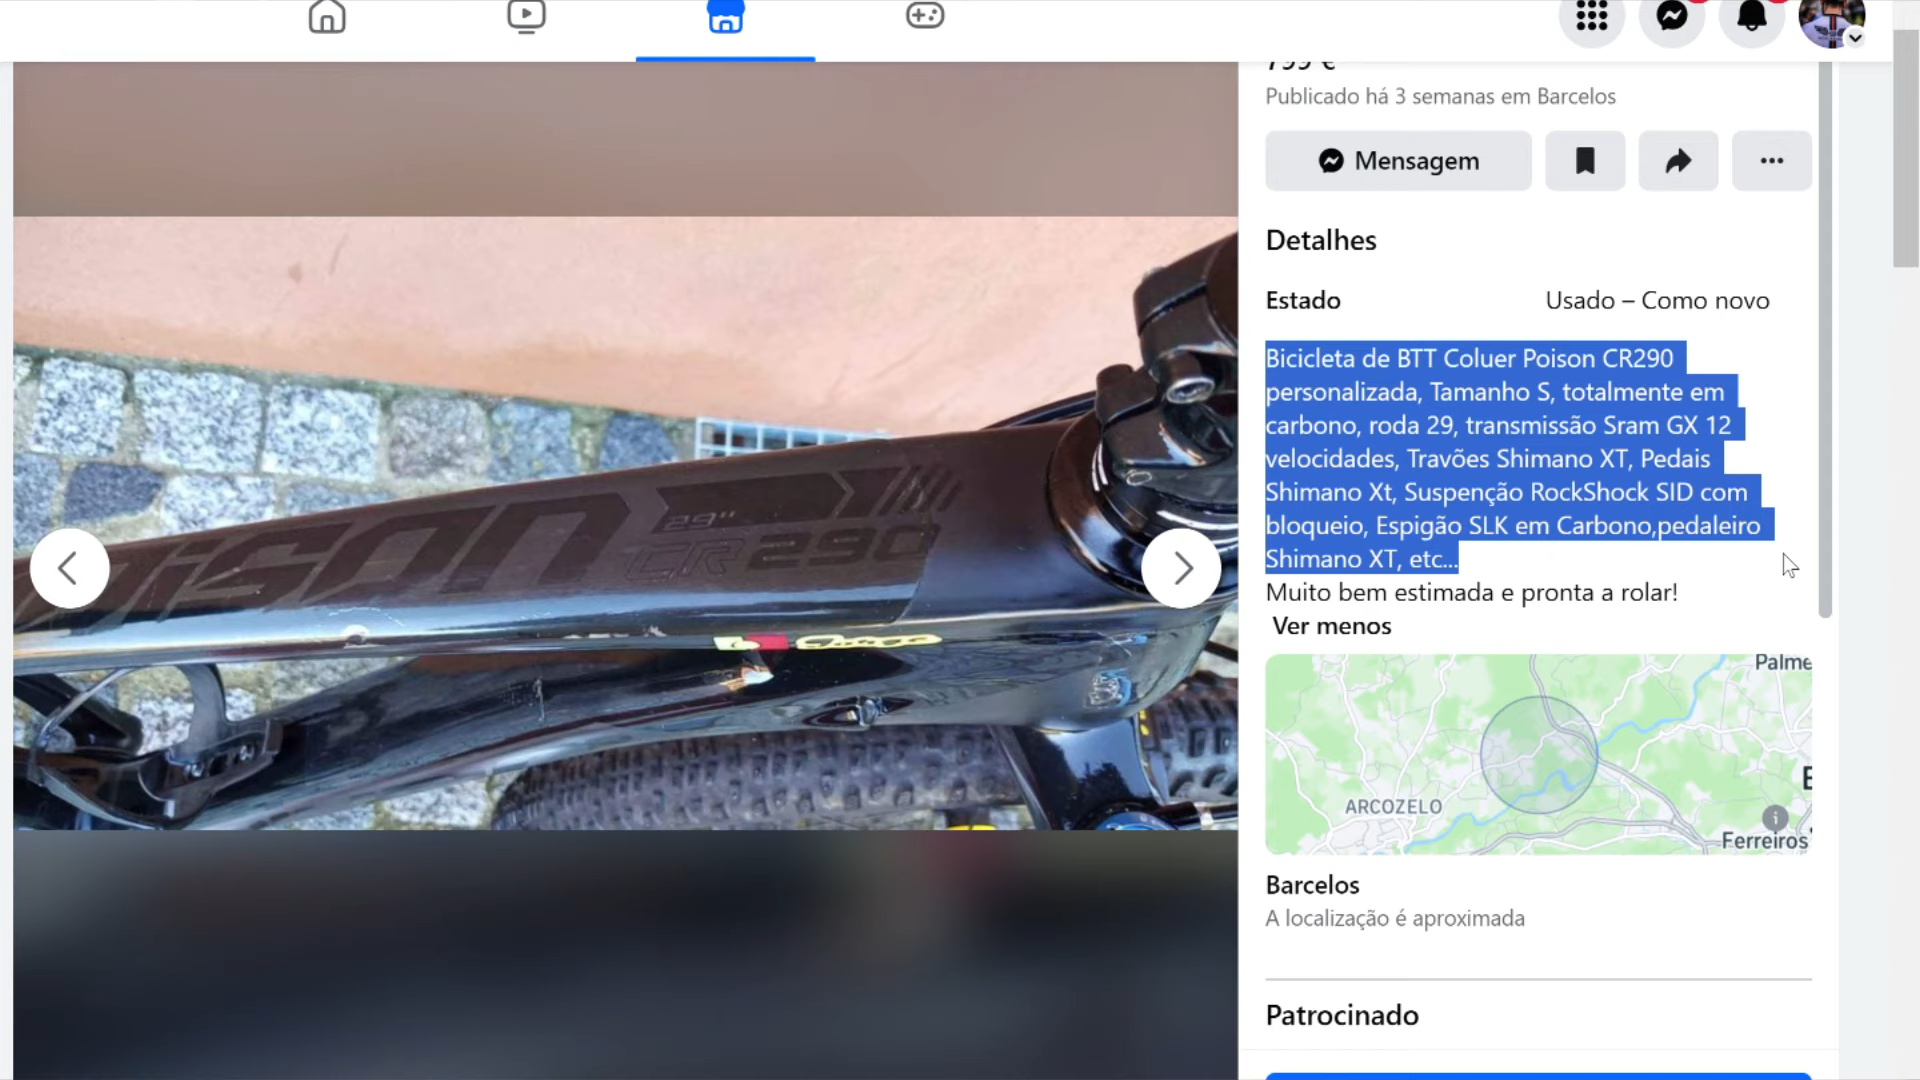 799 €
Publicado há 3 semanas em Barcelos
Mensagem
Detalhes
Estado
Usado – Como novo
Bicicleta de BTT Coluer Poison CR290
personalizada, Tamanho S, totalmente em
carbono, roda 29, transmissão Sram GX 12
velocidades, Travões Shimano XT, Pedais
Shimano Xt, Suspenção RockShock SID com
bloqueio, Espigão SLK em Carbono,pedaleiro
Shimano XT, etc...
Muito bem estimada e pronta a rolar!
Ver menos
Palme
ARCOZELO
Ferreiros
Barcelos
A localização é aproximada
Patrocinado
29"
CR 290